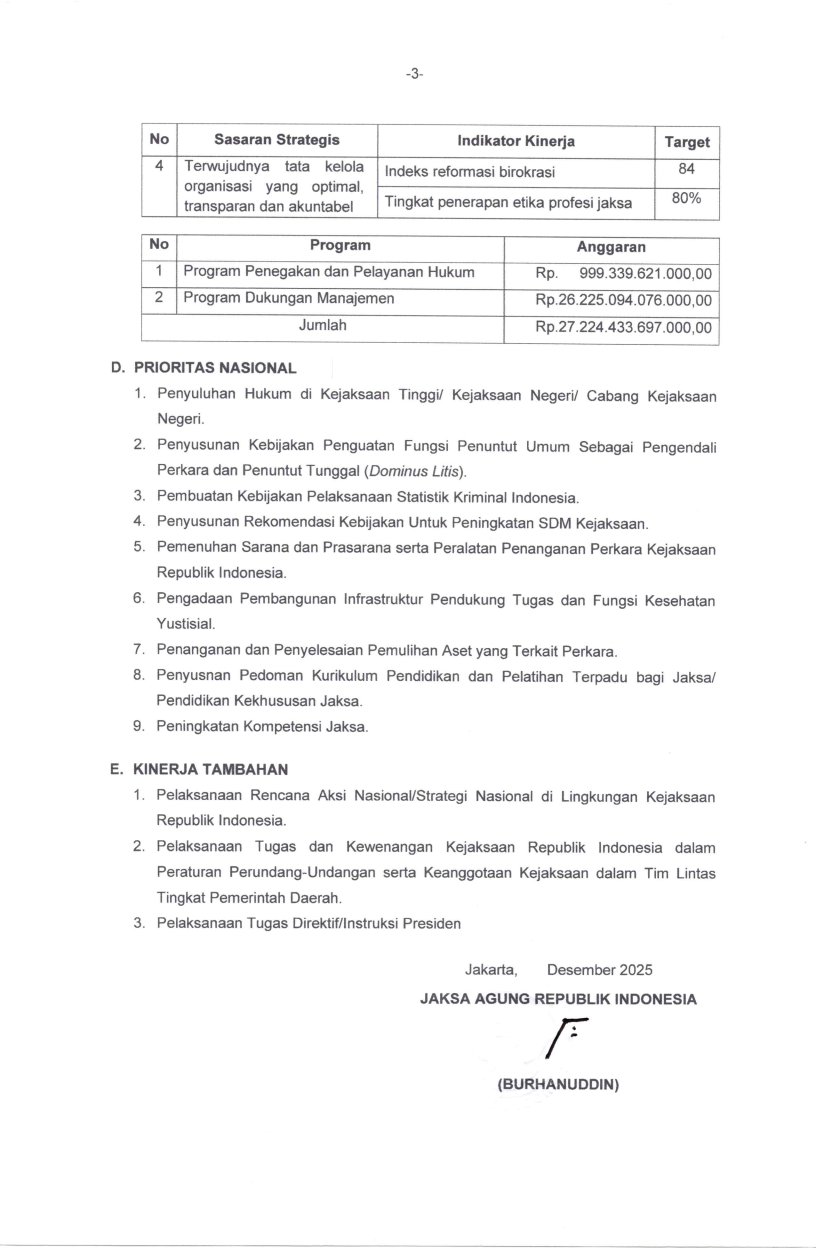 -3-
No Sasaran Strategis Indikator Kinerja Target
4 Terwujudnya tata kelola Indeks reformasi birokrasi 84
organisasi yang optimal,
transparan dan akuntabel Tingkat penerapan etika profesi jaksa 80%
No Program Anggaran
1 Program Penegakan dan Pelayanan Hukum Rp. 999.339.621.000,00
2 Program Dukungan Manajemen Rp.26.225.094.076.000,00
Jumlah Rp.27.224.433.697.000,00
D. PRIORITAS NASIONAL
1. Penyuluhan Hukum di Kejaksaan Tinggi/ Kejaksaan Negeri/ Cabang Kejaksaan
Negeri.
2. Penyusunan Kebijakan Penguatan Fungsi Penuntut Umum Sebagai Pengendali
Perkara dan Penuntut Tunggal (Dominus Litis).
3. Pembuatan Kebijakan Pelaksanaan Statistik Kriminal Indonesia.
4. Penyusunan Rekomendasi Kebijakan Untuk Peningkatan SDM Kejaksaan.
5. Pemenuhan Sarana dan Prasarana serta Peralatan Penanganan Perkara Kejaksaan
Republik Indonesia.
6. Pengadaan Pembangunan Infrastruktur Pendukung Tugas dan Fungsi Kesehatan
Yustisial.
7. Penanganan dan Penyelesaian Pemulihan Aset yang Terkait Perkara.
8. Penyusnan Pedoman Kurikulum Pendidikan dan Pelatihan Terpadu bagi Jaksa/
Pendidikan Kekhususan Jaksa.
9. Peningkatan Kompetensi Jaksa.
E. KINERJA TAMBAHAN
1. Pelaksanaan Rencana Aksi Nasional/Strategi Nasional di Lingkungan Kejaksaan
Republik Indonesia.
2. Pelaksanaan Tugas dan Kewenangan Kejaksaan Republik Indonesia dalam
Peraturan Perundang-Undangan serta Keanggotaan Kejaksaan dalam Tim Lintas
Tingkat Pemerintah Daerah.
3. Pelaksanaan Tugas Direktif/Instruksi Presiden
Jakarta, Desember 2025
JAKSA AGUNG REPUBLIK INDONESIA
(BURHANUDDIN)